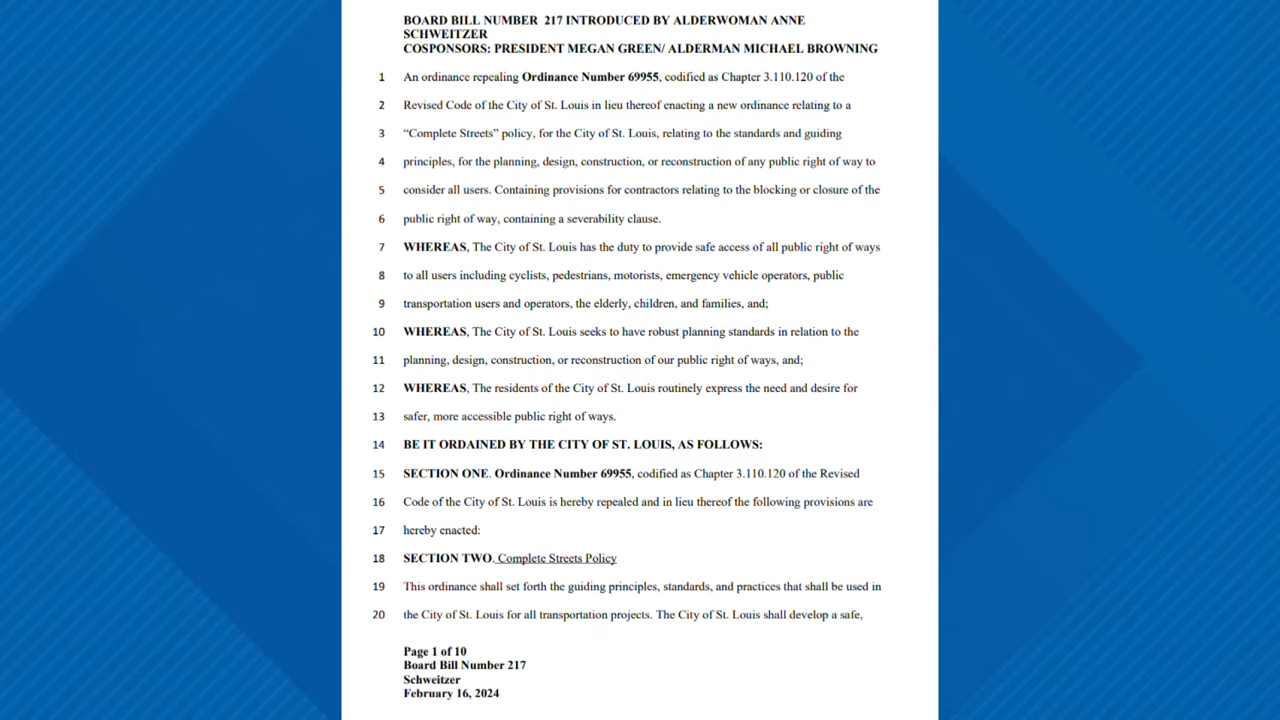 BOARD BILL NUMBER 217 INTRODUCED BY ALDERWOMAN ANNE
SCHWEITZER
COSPONSORS: PRESIDENT MEGAN GREEN/ ALDERMAN MICHAEL BROWNING
1 An ordinance repealing Ordinance Number 69955, codified as Chapter 3.110.120 of the
2 Revised Code of the City of St. Louis in lieu thereof enacting a new ordinance relating to a
3 “Complete Streets” policy, for the City of St. Louis, relating to the standards and guiding
4 principles, for the planning, design, construction, or reconstruction of any public right of way to
5 consider all users. Containing provisions for contractors relating to the blocking or closure of the
6 public right of way, containing a severability clause.
7 WHEREAS, The City of St. Louis has the duty to provide safe access of all public right of ways
8 to all users including cyclists, pedestrians, motorists, emergency vehicle operators, public
9 transportation users and operators, the elderly, children, and families, and;
10 WHEREAS, The City of St. Louis seeks to have robust planning standards in relation to the
11 planning, design, construction, or reconstruction of our public right of ways, and;
12 WHEREAS, The residents of the City of St. Louis routinely express the need and desire for
13 safer, more accessible public right of ways.
14 BE IT ORDAINED BY THE CITY OF ST. LOUIS, AS FOLLOWS:
15 SECTION ONE. Ordinance Number 69955, codified as Chapter 3.110.120 of the Revised
16 Code of the City of St. Louis is hereby repealed and in lieu thereof the following provisions are
17 hereby enacted:
18 SECTION TWO. Complete Streets Policy
19 This ordinance shall set forth the guiding principles, standards, and practices that shall be used in
20 the City of St. Louis for all transportation projects. The City of St. Louis shall develop a safe,
Page 1 of 10
Board Bill Number 217
Schweitzer
February 16, 2024